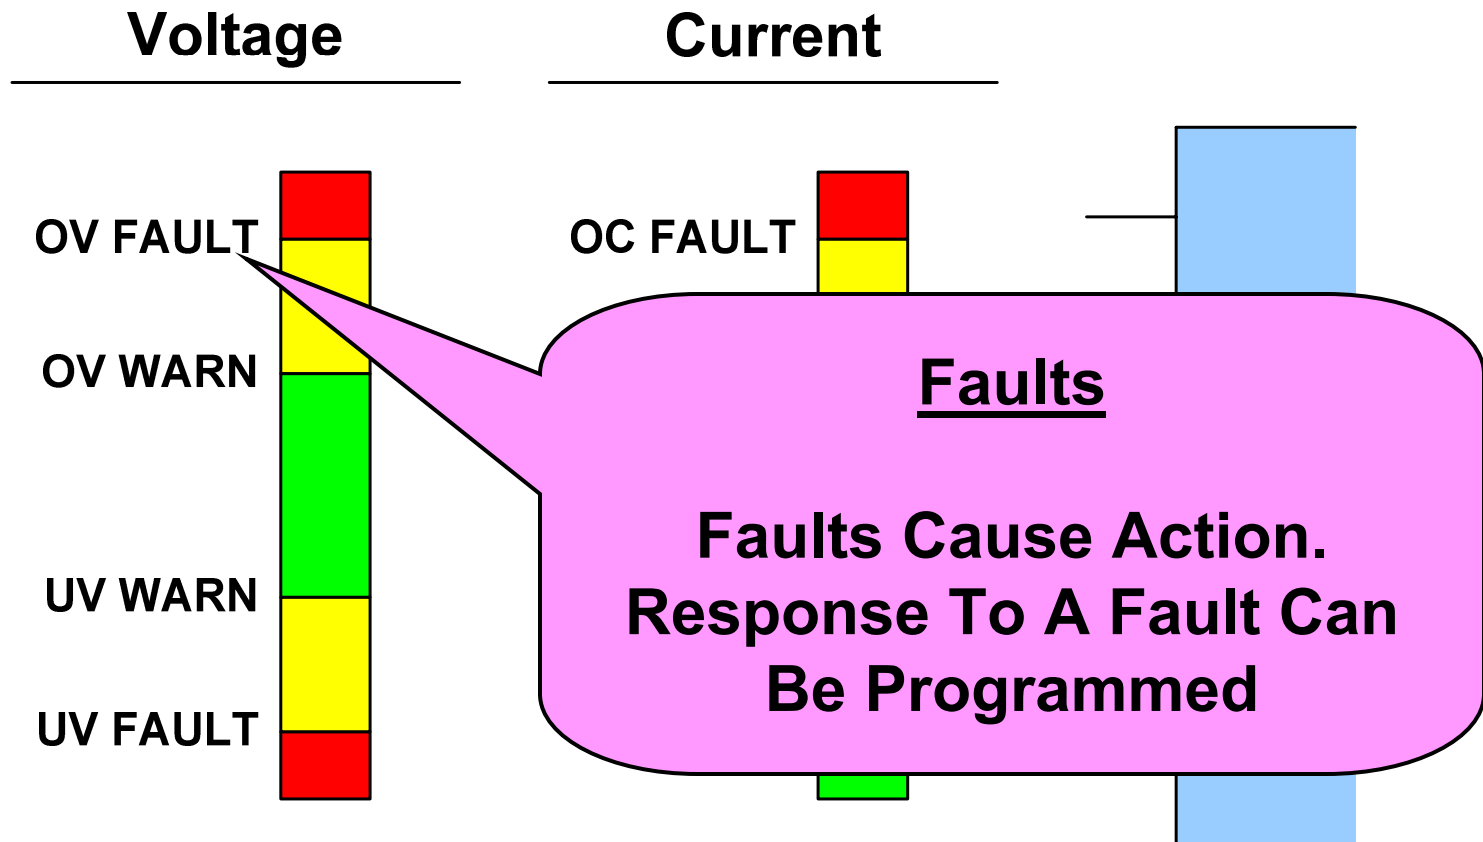 Voltage
Current
OV FAULT
OC FAULT
OV WARN
UV WARN
UV FAULT
Faults
Faults Cause Action.
Response To A Fault Can
Be Programmed